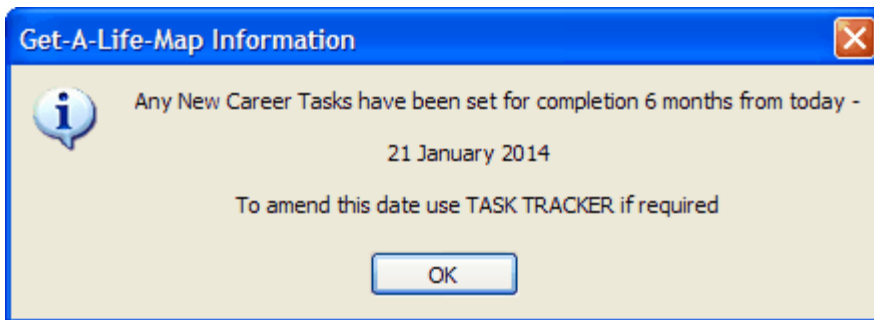 Get-A-Life-Map Information
Any New Career Tasks have been set for completion 6 months from today -
21 January 2014
To amend this date use TASK TRACKER if required
OK